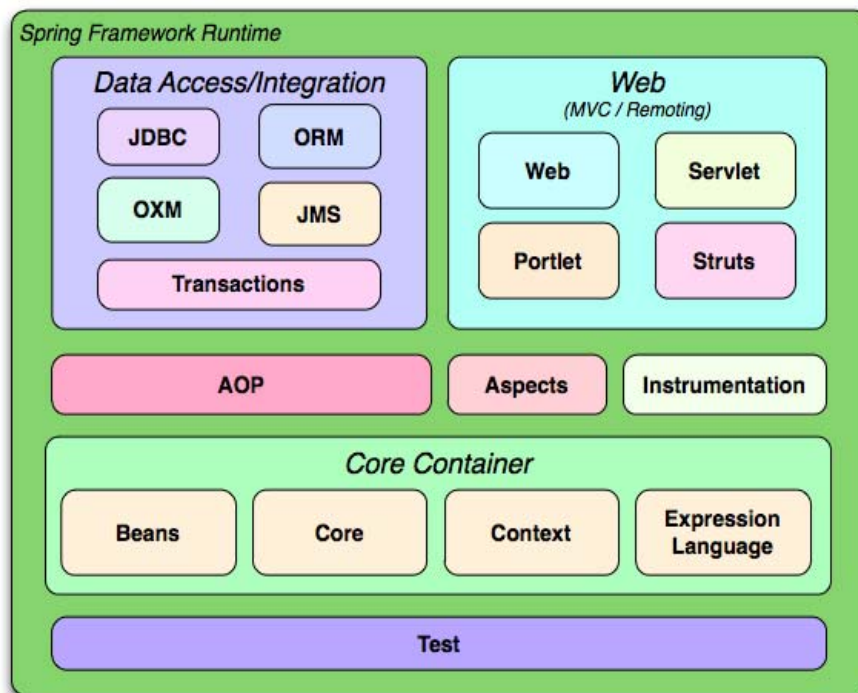 Spring Framework Runtime
Data Access/Integration
JDBC
ORM
OXM
JMS
Transactions
Web
(MVC / Remoting)
Web
Servlet
Portlet
Struts
AOP
Aspects
Instrumentation
Core Container
Beans
Core
Context
Expression
Language
Test